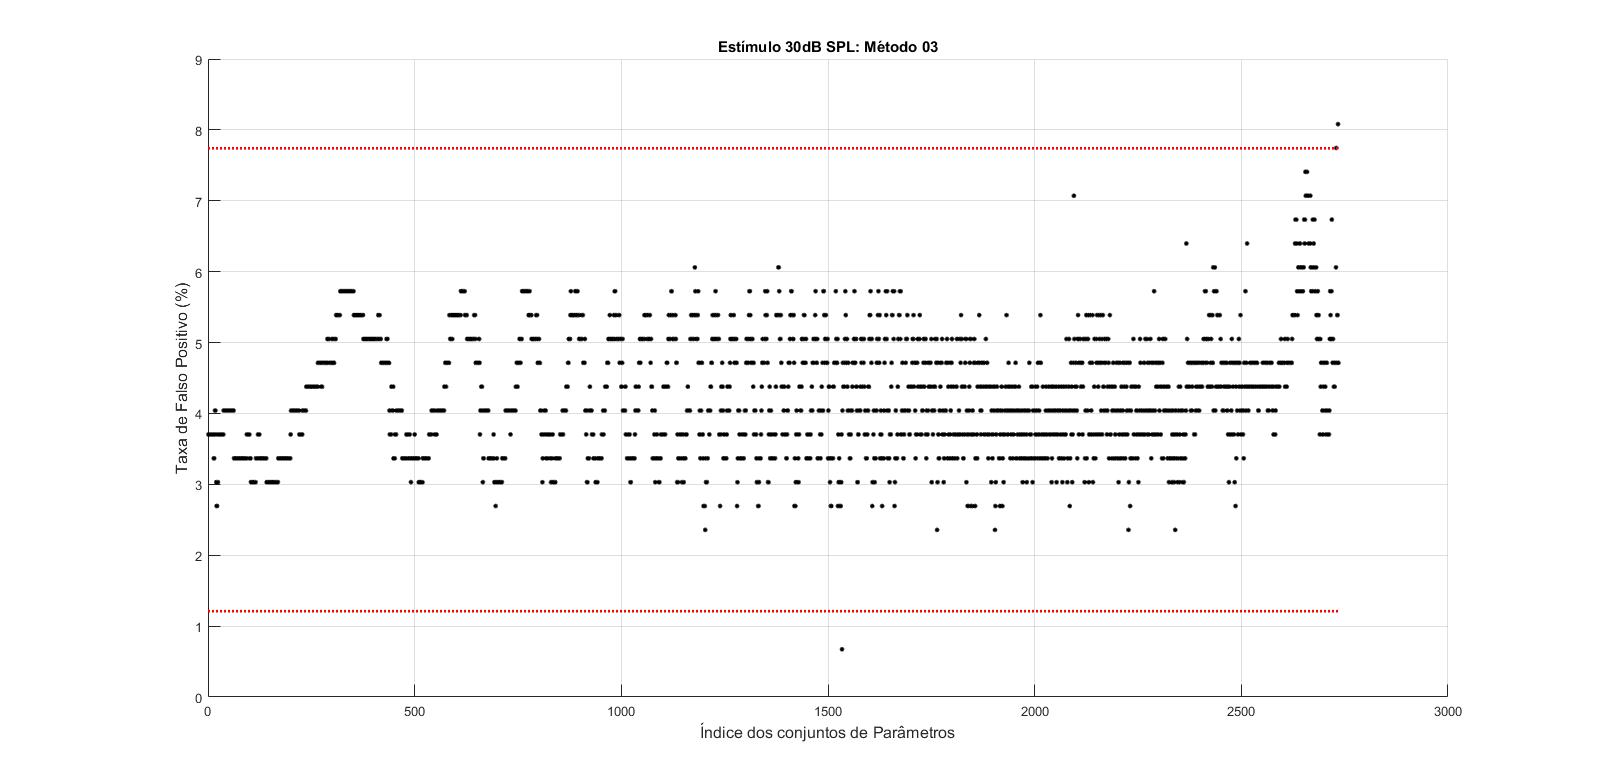 Estímulo 30dB SPL: Método 03
Taxa de Falso Positivo (%)
9
8
7
6
5
4
3
2
1
0
0 500 1000 1500 2000 2500 3000
Índice dos conjuntos de Parâmetros